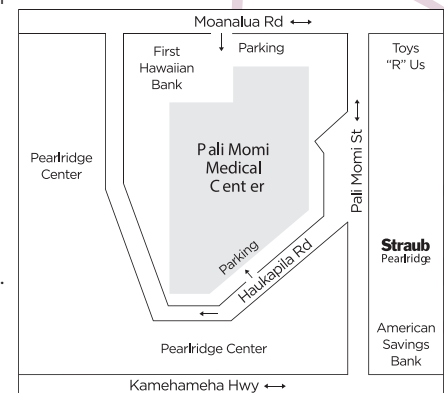 Moanalua Rd
First
Hawaiian
Bank
Parking
Toys
"R" Us
Pali Momi St
Pearlridge
Center
Pali Momi
Medical
Center
Straub
Pearlridge
Parking
Haukapila Rd
American
Savings
Bank
Pearlridge Center
Kamehameha Hwy